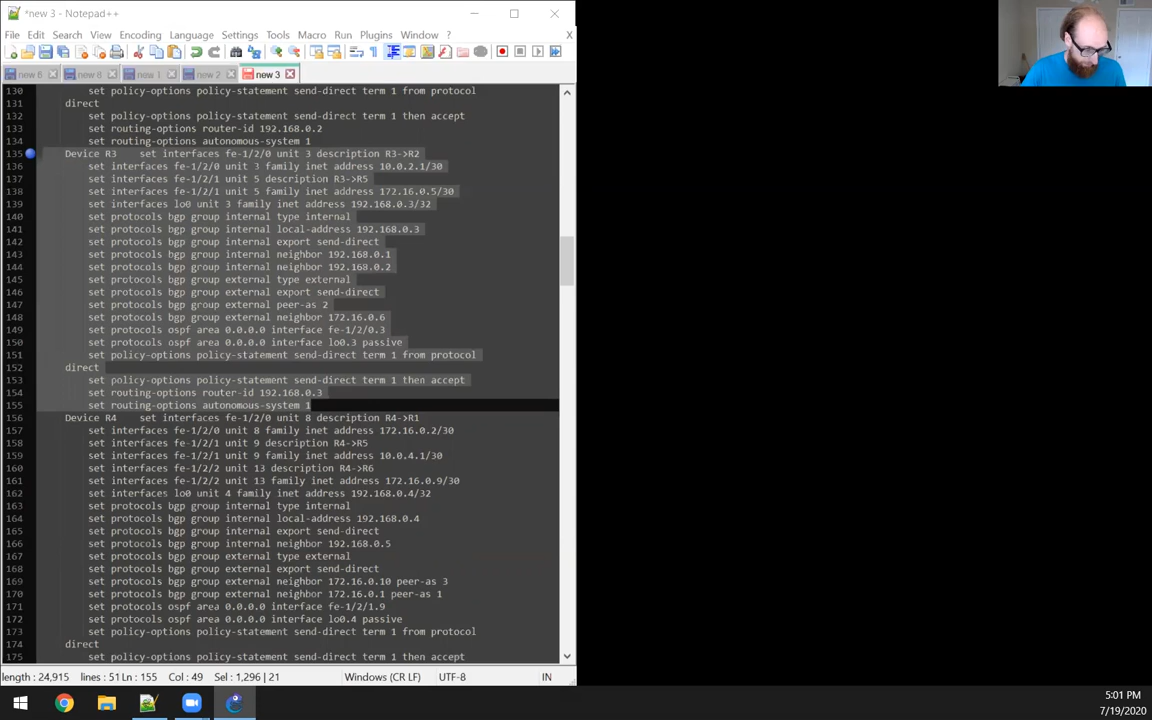 *new 3 - Notepad++
File Edit Search View Encoding Language Settings Tools Macro Run Plugins Window ? X
new 6 new 8 new 1 new 2 new 3
130 set policy-options policy-statement send-direct term 1 from protocol
131 direct
132 set policy-options policy-statement send-direct term 1 then accept
133 set routing-options router-id 192.168.0.2
134 set routing-options autonomous-system 1
135 Device R3 set interfaces fe-1/2/0 unit 3 description R3->R2
136 set interfaces fe-1/2/0 unit 3 family inet address 10.0.2.1/30
137 set interfaces fe-1/2/1 unit 5 description R3->R5
138 set interfaces fe-1/2/1 unit 5 family inet address 172.16.0.5/30
139 set interfaces lo0 unit 3 family inet address 192.168.0.3/32
140 set protocols bgp group internal type internal
141 set protocols bgp group internal local-address 192.168.0.3
142 set protocols bgp group internal export send-direct
143 set protocols bgp group internal neighbor 192.168.0.1
144 set protocols bgp group internal neighbor 192.168.0.2
145 set protocols bgp group external type external
146 set protocols bgp group external export send-direct
147 set protocols bgp group external peer-as 2
148 set protocols bgp group external neighbor 172.16.0.6
149 set protocols ospf area 0.0.0.0 interface fe-1/2/0.3
150 set protocols ospf area 0.0.0.0 interface lo0.3 passive
151 set policy-options policy-statement send-direct term 1 from protocol
152 direct
153 set policy-options policy-statement send-direct term 1 then accept
154 set routing-options router-id 192.168.0.3
155 set routing-options autonomous-system 1
156 Device R4 set interfaces fe-1/2/0 unit 8 description R4->R1
157 set interfaces fe-1/2/0 unit 8 family inet address 172.16.0.2/30
158 set interfaces fe-1/2/1 unit 9 description R4->R5
159 set interfaces fe-1/2/1 unit 9 family inet address 10.0.4.1/30
160 set interfaces fe-1/2/2 unit 13 description R4->R6
161 set interfaces fe-1/2/2 unit 13 family inet address 172.16.0.9/30
162 set interfaces lo0 unit 4 family inet address 192.168.0.4/32
163 set protocols bgp group internal type internal
164 set protocols bgp group internal local-address 192.168.0.4
165 set protocols bgp group internal export send-direct
166 set protocols bgp group internal neighbor 192.168.0.5
167 set protocols bgp group external type external
168 set protocols bgp group external export send-direct
169 set protocols bgp group external neighbor 172.16.0.10 peer-as 3
170 set protocols bgp group external neighbor 172.16.0.1 peer-as 1
171 set protocols ospf area 0.0.0.0 interface fe-1/2/1.9
172 set protocols ospf area 0.0.0.0 interface lo0.4 passive
173 set policy-options policy-statement send-direct term 1 from protocol
174 direct
175 set policy-options policy-statement send-direct term 1 then accept
length : 24,915 lines : 51 Ln : 155 Col : 49 Sel : 1,296 | 21 Windows (CR LF) UTF-8 IN
5:01 PM
7/19/2020